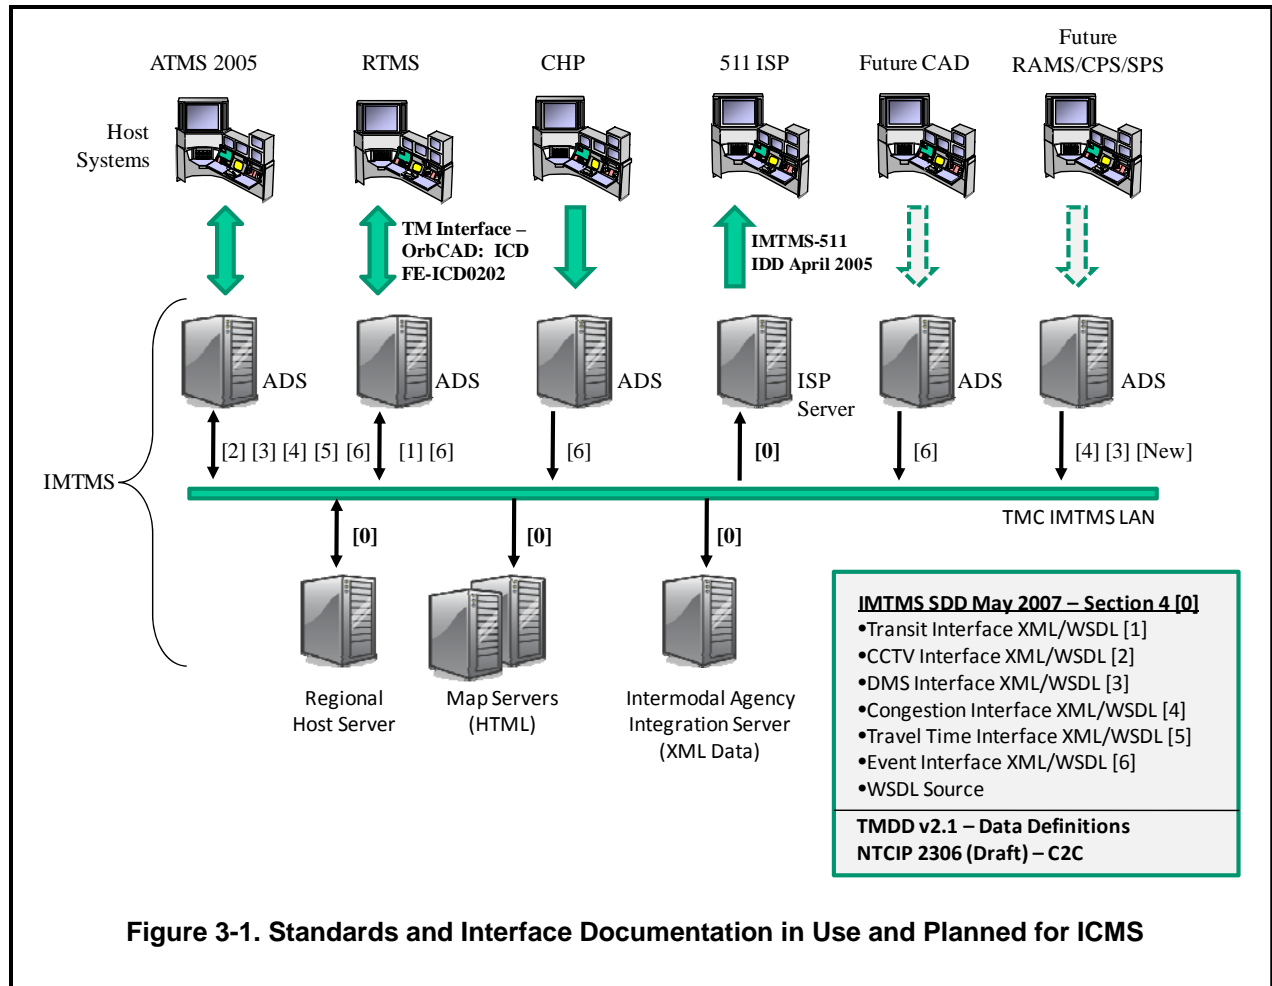 ATMS 2005
RTMS
CHP
511 ISP
Future CAD
Future
RAMS/CPS/SPS
Host
Systems
TM Interface –
OrbCAD: ICD
FE-ICD0202
IMTMS-511
IDD April 2005
ADS
ADS
ADS
ISP
Server
ADS
ADS
[2] [3] [4] [5] [6]
[1] [6]
[6]
[0]
[6]
[4] [3] [New]
IMTMS
TMC IMTMS LAN
[0]
[0]
[0]
Regional
Host Server
Map Servers
(HTML)
Intermodal Agency
Integration Server
(XML Data)
IMTMS SDD May 2007 – Section 4 [0]
•Transit Interface XML/WSDL [1]
•CCTV Interface XML/WSDL [2]
•DMS Interface XML/WSDL [3]
•Congestion Interface XML/WSDL [4]
•Travel Time Interface XML/WSDL [5]
•Event Interface XML/WSDL [6]
•WSDL Source
TMDD v2.1 – Data Definitions
NTCIP 2306 (Draft) – C2C
Figure 3-1. Standards and Interface Documentation in Use and Planned for ICMS